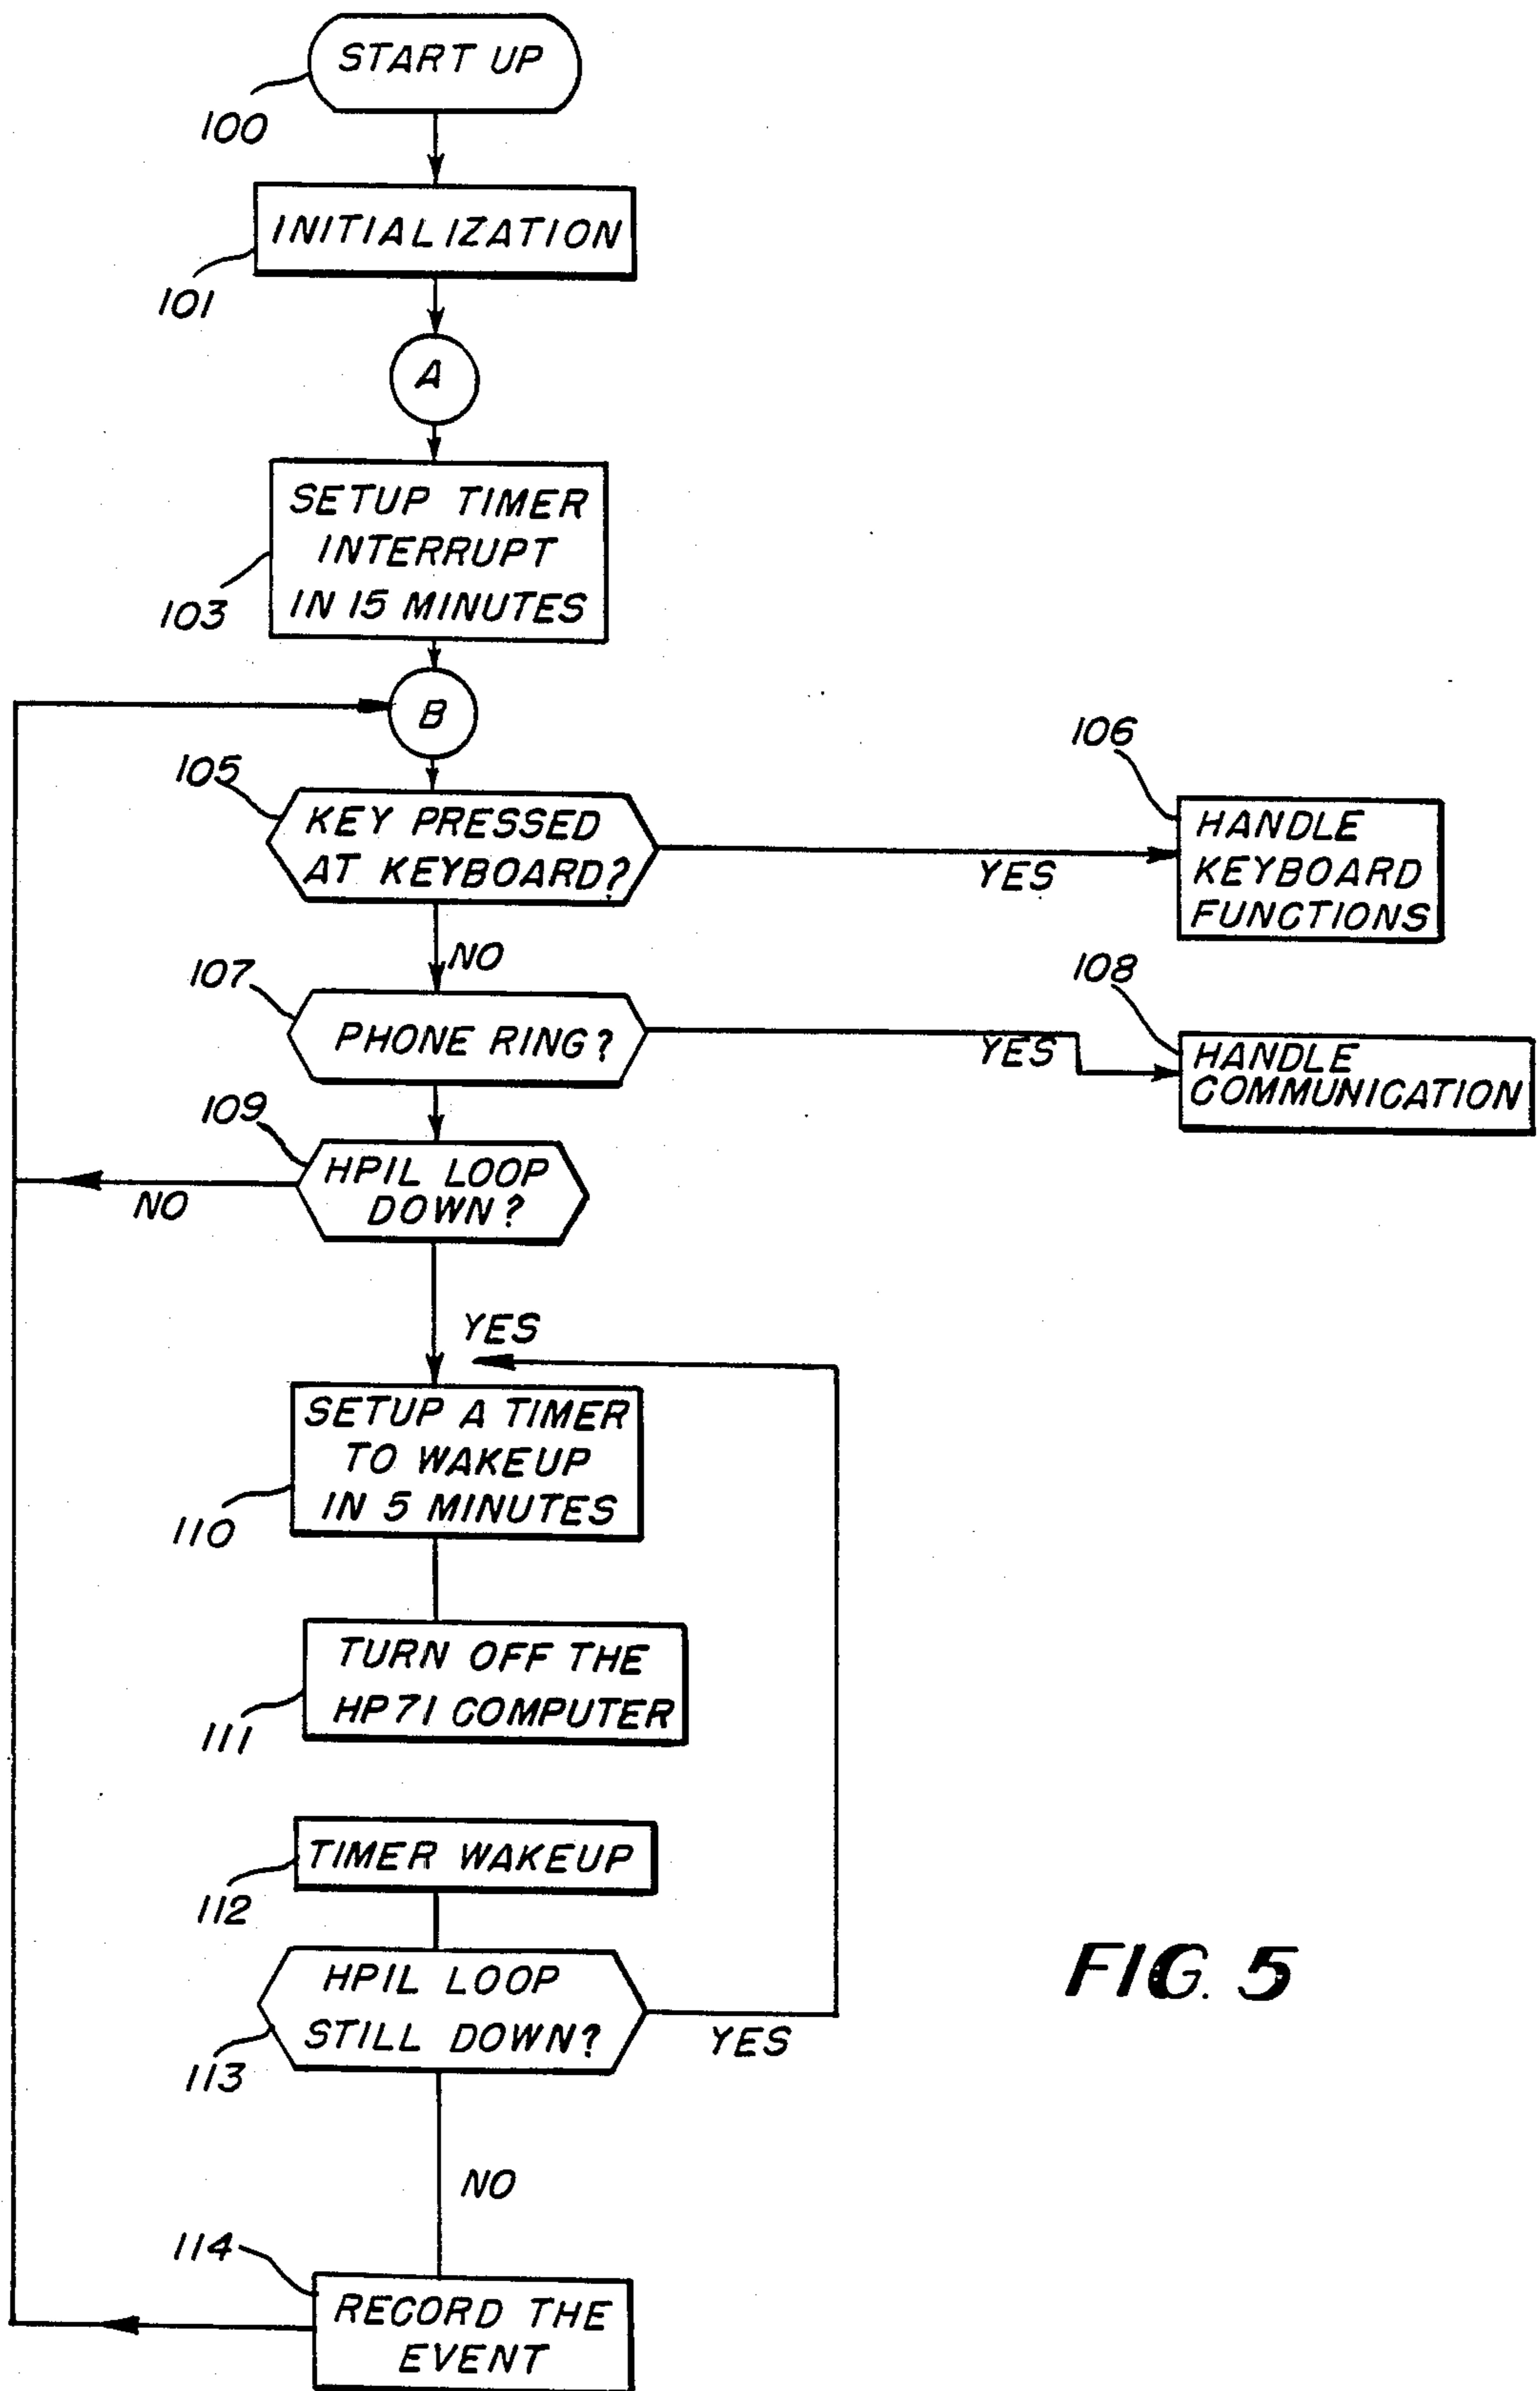 START UP
100
INITIALIZATION
101
A
SETUP TIMER
INTERRUPT
IN 15 MINUTES
103
B
105
KEY PRESSED
AT KEYBOARD?
YES
106
HANDLE
KEYBOARD
FUNCTIONS
NO
107
PHONE RING?
YES
108
HANDLE
COMMUNICATION
109
HPIL LOOP
DOWN?
NO
YES
SETUP A TIMER
TO WAKEUP
IN 5 MINUTES
110
TURN OFF THE
HP71 COMPUTER
111
TIMER WAKEUP
112
HPIL LOOP
STILL DOWN?
113
YES
FIG. 5
NO
114
RECORD THE
EVENT